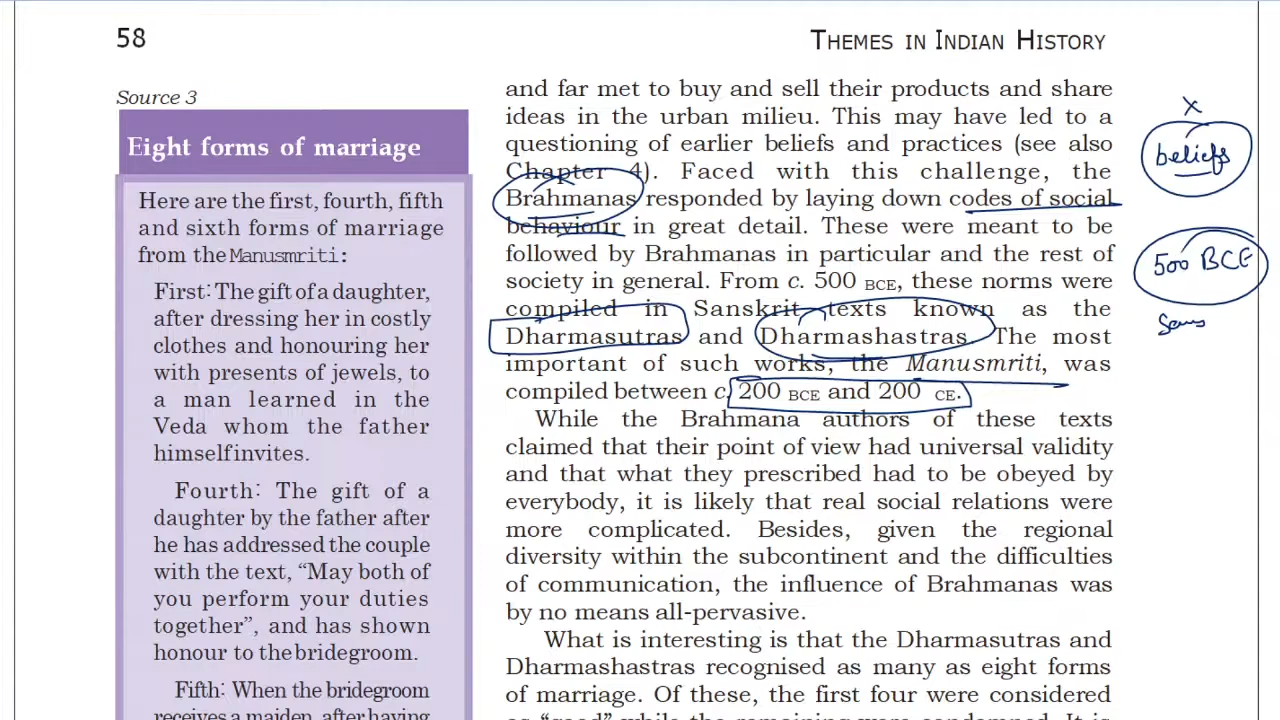 58
THEMES IN INDIAN HISTORY
Source 3
Eight forms of marriage
Here are the first, fourth, fifth
and sixth forms of marriage
from the Manusmriti:
First: The gift of a daughter,
after dressing her in costly
clothes and honouring her
with presents of jewels, to
a man learned in the
Veda whom the father
himselfinvites.
Fourth: The gift of a
daughter by the father after
he has addressed the couple
with the text, “May both of
you perform your duties
together”, and has shown
honour to the bridegroom.
Fifth: When the bridegroom
receives a maiden, after having
and far met to buy and sell their products and share
ideas in the urban milieu. This may have led to a
questioning of earlier beliefs and practices (see also
Chapter 4). Faced with this challenge, the
Brahmanas responded by laying down codes of social
behaviour in great detail. These were meant to be
followed by Brahmanas in particular and the rest of
society in general. From c. 500 BCE, these norms were
compiled in Sanskrit texts known as the
Dharmasutras and Dharmashastras. The most
important of such works, the Manusmriti, was
compiled between c. 200 BCE and 200 CE.
While the Brahmana authors of these texts
claimed that their point of view had universal validity
and that what they prescribed had to be obeyed by
everybody, it is likely that real social relations were
more complicated. Besides, given the regional
diversity within the subcontinent and the difficulties
of communication, the influence of Brahmanas was
by no means all-pervasive.
What is interesting is that the Dharmasutras and
Dharmashastras recognised as many as eight forms
of marriage. Of these, the first four were considered
as “good” while the remaining were condemned. It is
x
beliefs
500 BCE